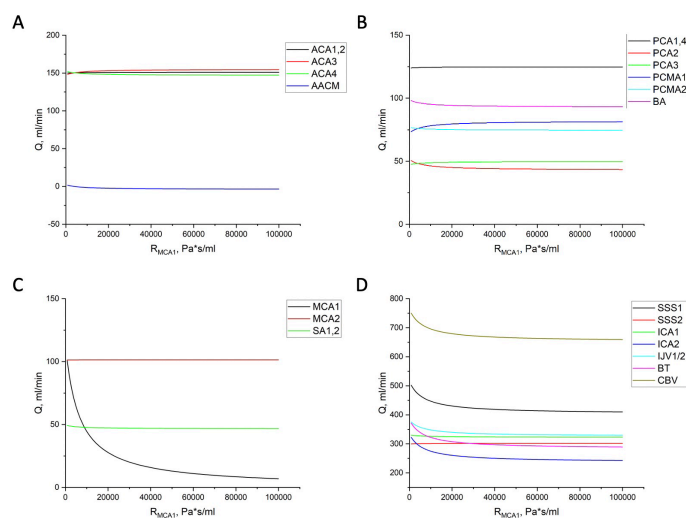 A
ACA1,2
ACA3
ACA4
AACM
200
150
100
50
0
-50
Q, ml/min
0 20000 40000 60000 80000 100000
R_MCA1, Pa*s/ml
B
PCA1,4
PCA2
PCA3
PCMA1
PCMA2
BA
150
125
100
75
50
25
0
Q, ml/min
0 20000 40000 60000 80000 100000
R_MCA1, Pa*s/ml
C
MCA1
MCA2
SA1,2
150
100
50
0
Q, ml/min
0 20000 40000 60000 80000 100000
R_MCA1, Pa*s/ml
D
SSS1
SSS2
ICA1
ICA2
IJV1/2
BT
CBV
800
700
600
500
400
300
200
Q, ml/min
0 20000 40000 60000 80000 100000
R_MCA1, Pa*s/ml